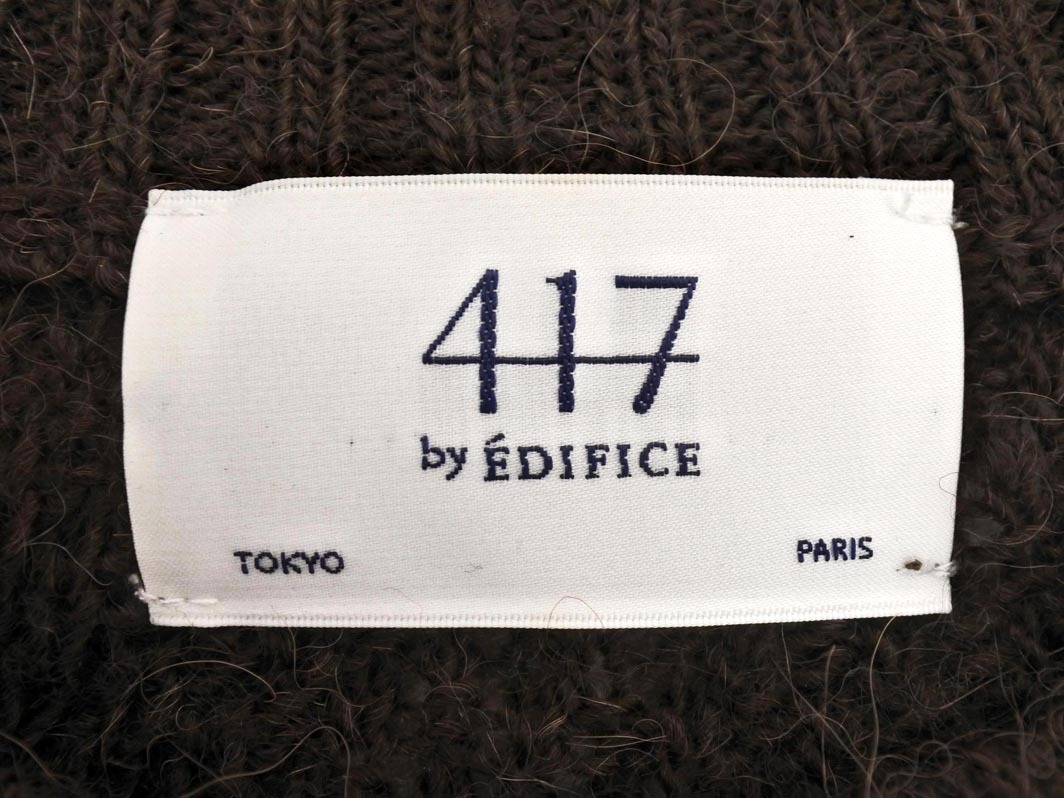 417
by ÉDIFICE
TOKYO PARIS